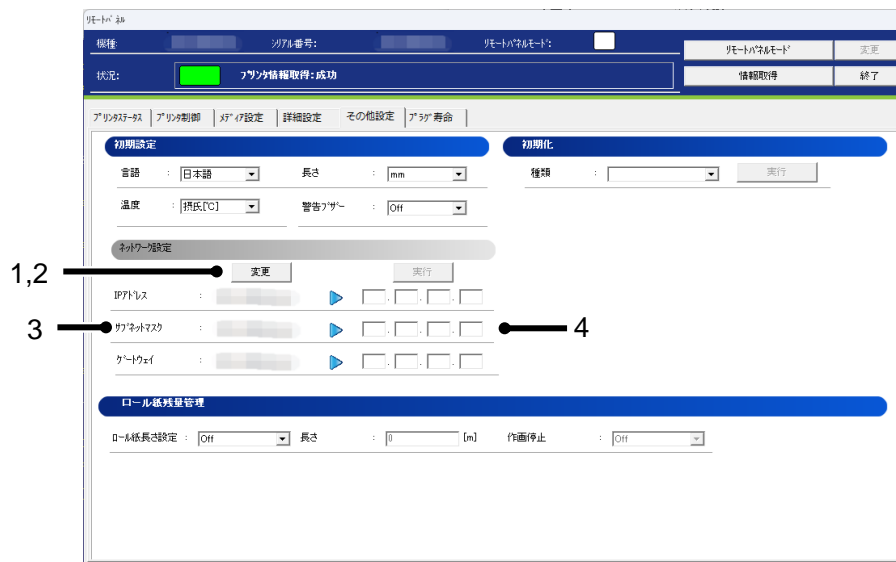 リモートパネル
機種: シリアル番号: リモートパネルモード: リモートパネルモード 変更
状況: プリンタ情報取得:成功 情報取得 終了
プリンタステータス プリンタ制御 メディア設定 詳細設定 その他設定 プラグ寿命
初期設定 初期化
言語 : 日本語 長さ : mm 種類 : 実行
温度 : 摂氏[℃] 警告ブザー : Off
ネットワーク設定
1,2 変更 実行
IPアドレス : . . .
3 サブネットマスク : . . . 4
ゲートウェイ : . . .
ロール紙残量管理
ロール紙長さ設定 : Off 長さ : 0 [m] 作画停止 : Off